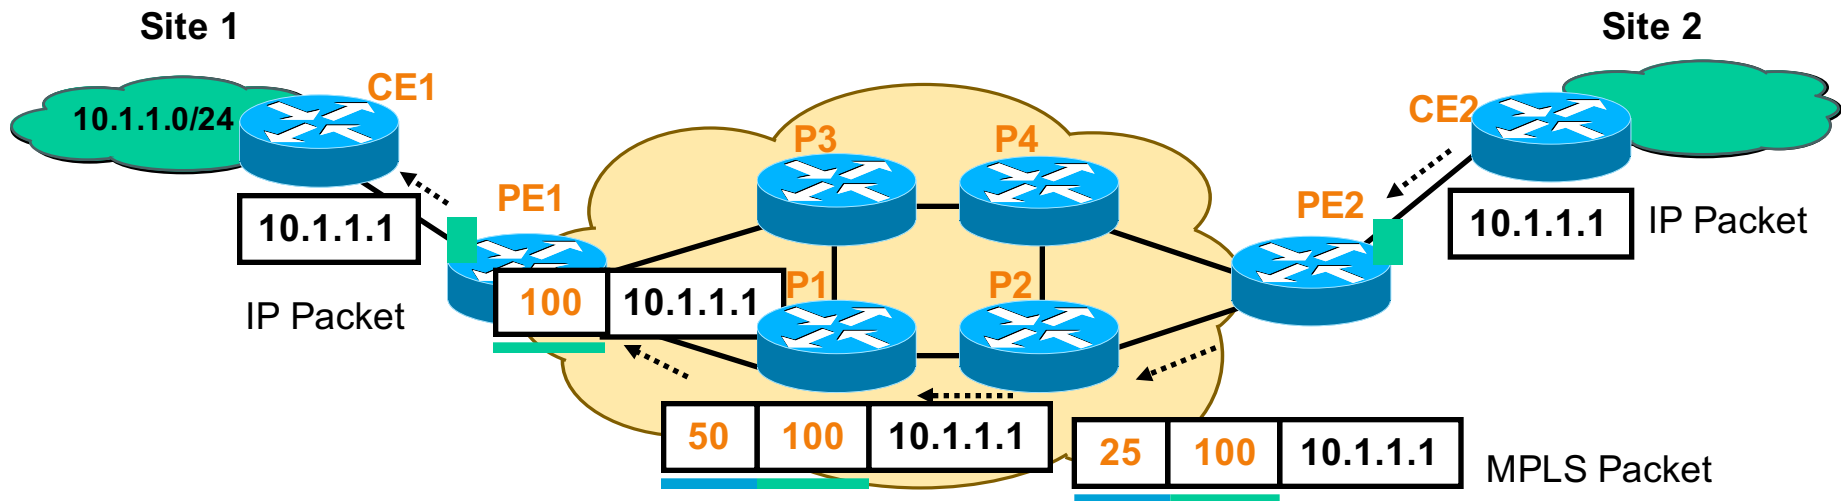 Site 1
Site 2
CE1
10.1.1.0/24
CE2
P3
P4
PE1
PE2
10.1.1.1
10.1.1.1
IP Packet
IP Packet
100 10.1.1.1
P1
P2
50 100 10.1.1.1
25 100 10.1.1.1
MPLS Packet